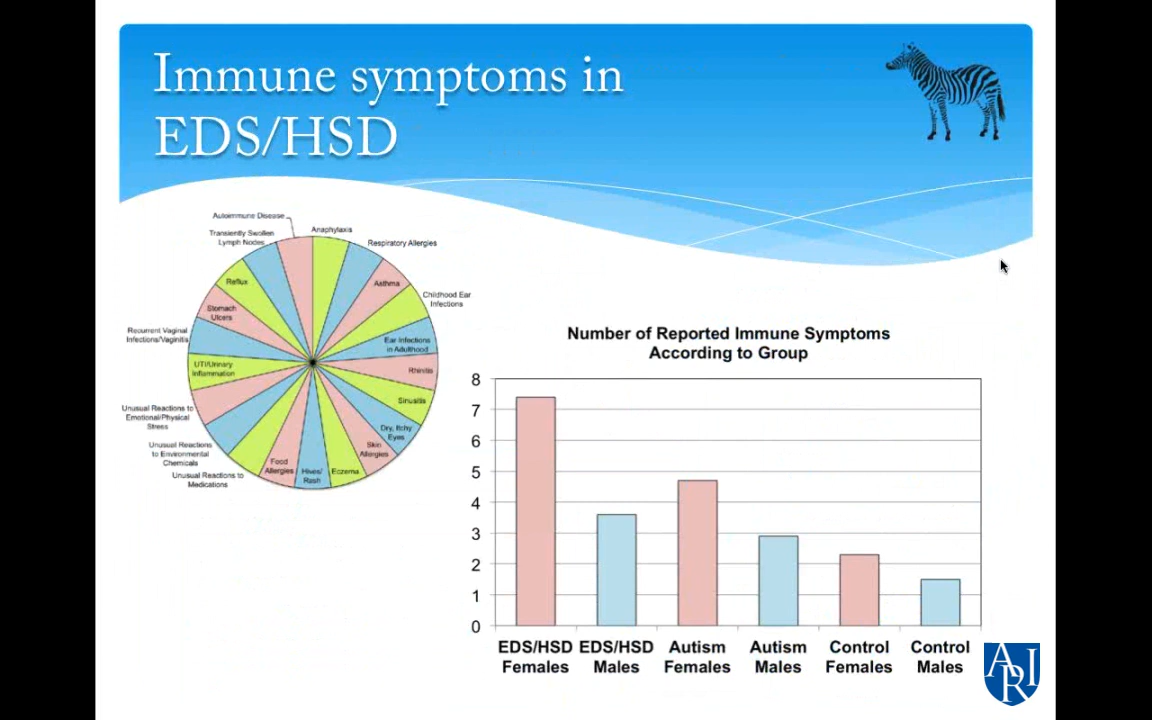 Immune symptoms in
EDS/HSD
Autoimmune Disease
Anaphylaxis
Transiently Swollen
Lymph Nodes
Respiratory Allergies
Reflux
Asthma
Stomach
Ulcers
Childhood Ear
Infections
Recurrent Vaginal
Infections/Vaginitis
Ear Infections
in Adulthood
UTI/Urinary
Inflammation
Rhinitis
Sinusitis
Unusual Reactions to
Emotional/Physical
Stress
Dry, Itchy
Eyes
Unusual Reactions
to Environmental
Chemicals
Skin
Allergies
Unusual Reactions to
Medications
Food
Allergies
Hives/
Rash
Eczema
Number of Reported Immune Symptoms
According to Group
8
7
6
5
4
3
2
1
0
EDS/HSD
Females
EDS/HSD
Males
Autism
Females
Autism
Males
Control
Females
Control
Males
ARI